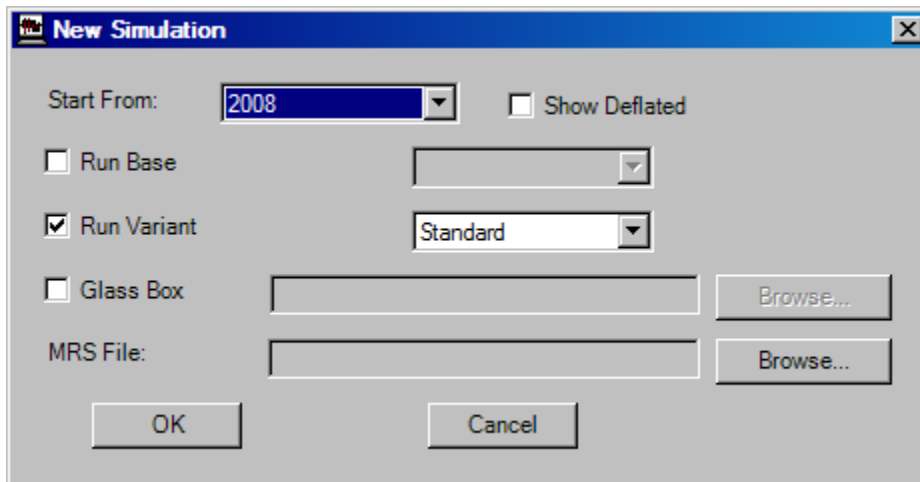 New Simulation
Start From: 2008 Show Deflated
Run Base
Run Variant Standard
Glass Box Browse...
MRS File: Browse...
OK Cancel